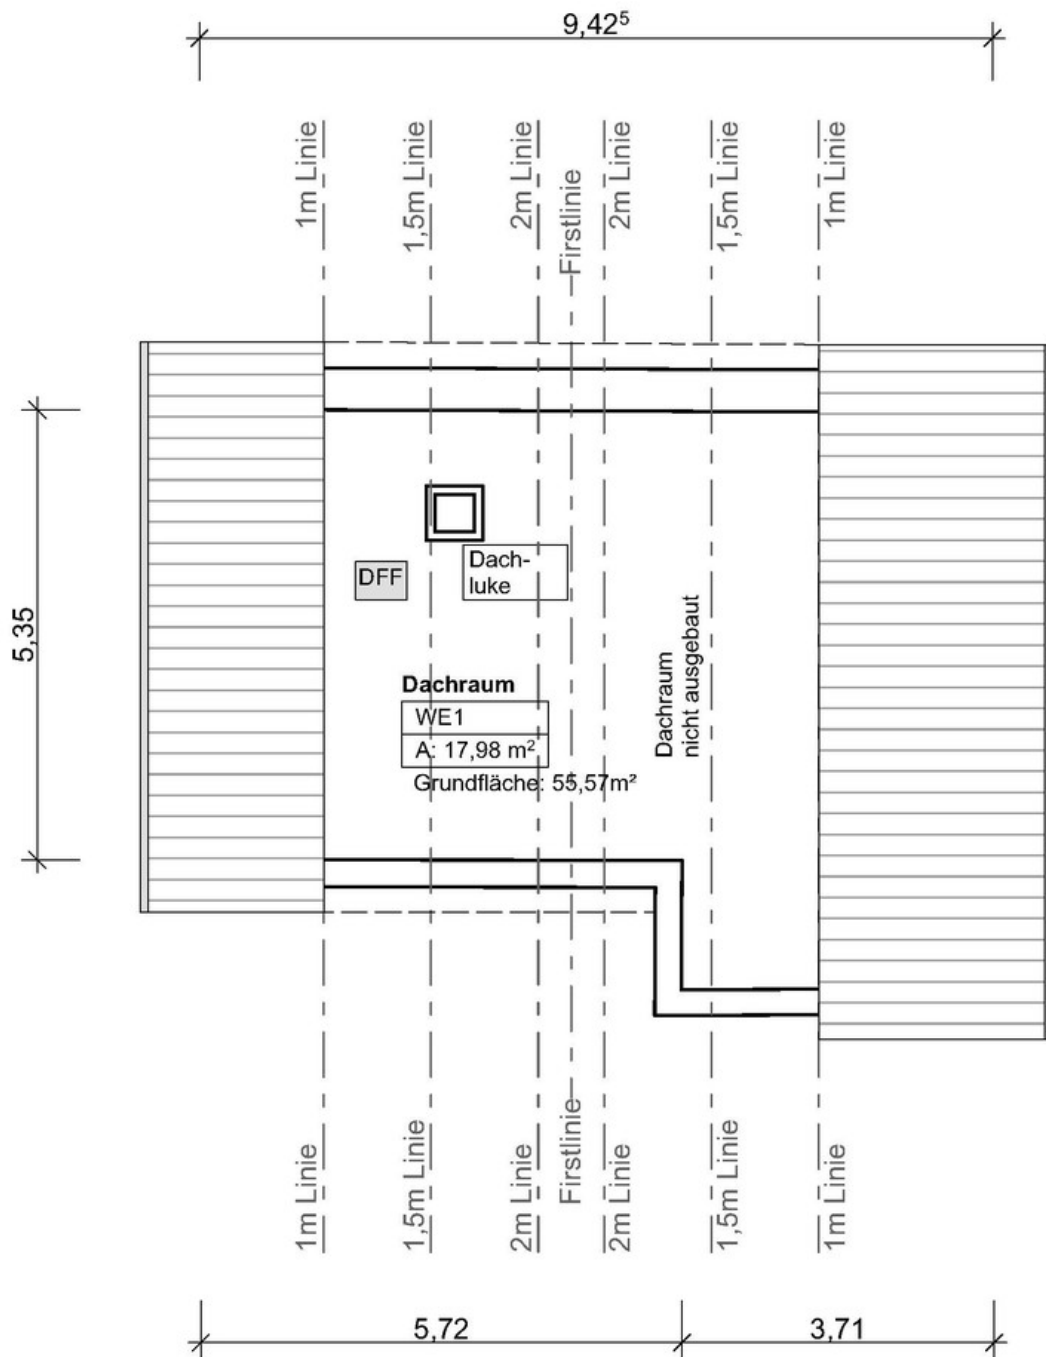 9,42⁵
1m Linie
1,5m Linie
2m Linie
Firstlinie
2m Linie
1,5m Linie
1m Linie
5,35
DFF
Dach-
luke
Dachraum
nicht ausgebaut
Dachraum
WE1
A: 17,98 m²
Grundfläche: 55,57m²
1m Linie
1,5m Linie
2m Linie
Firstlinie
2m Linie
1,5m Linie
1m Linie
5,72
3,71